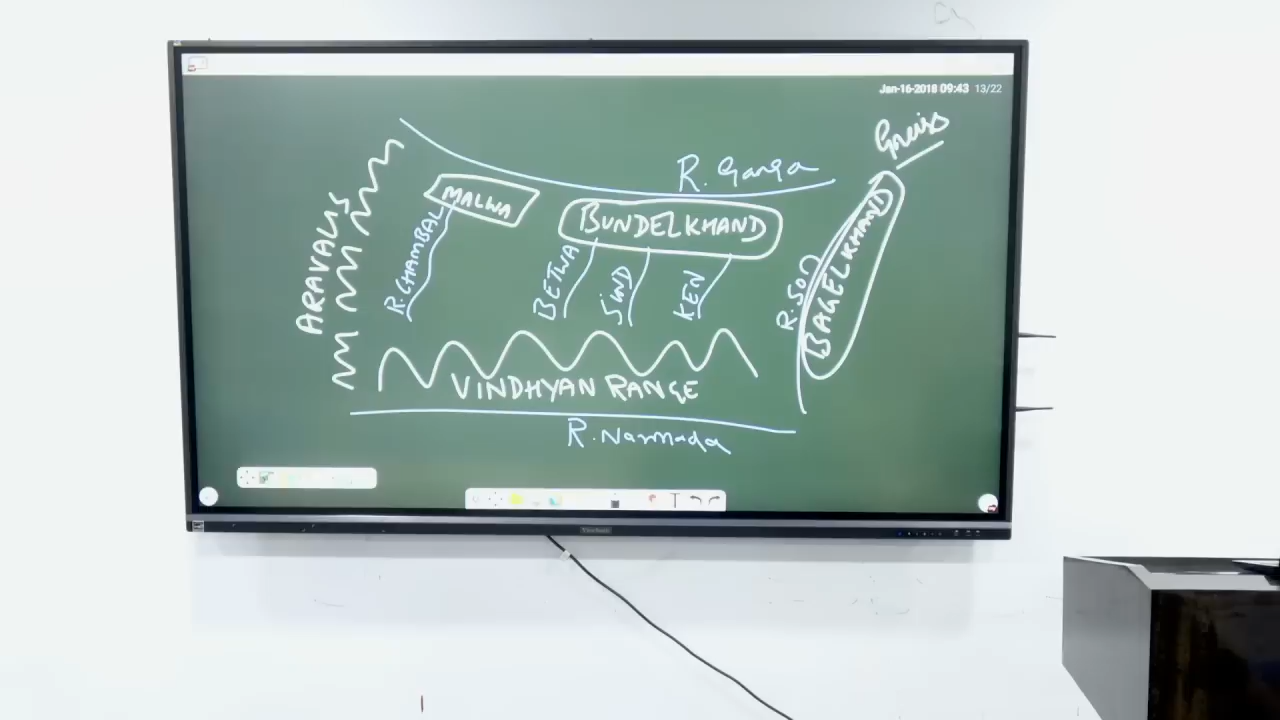 Jan-16-2018 09:43 13/22
Gneiss
R. Ganga
MALWA
BUNDELKHAND
ARAVALIS
R. CHAMBAL
BETWA
SIND
KEN
R. SON
BAGELKHAND
VINDHYAN RANGE
R. Narmada
ViewSonic